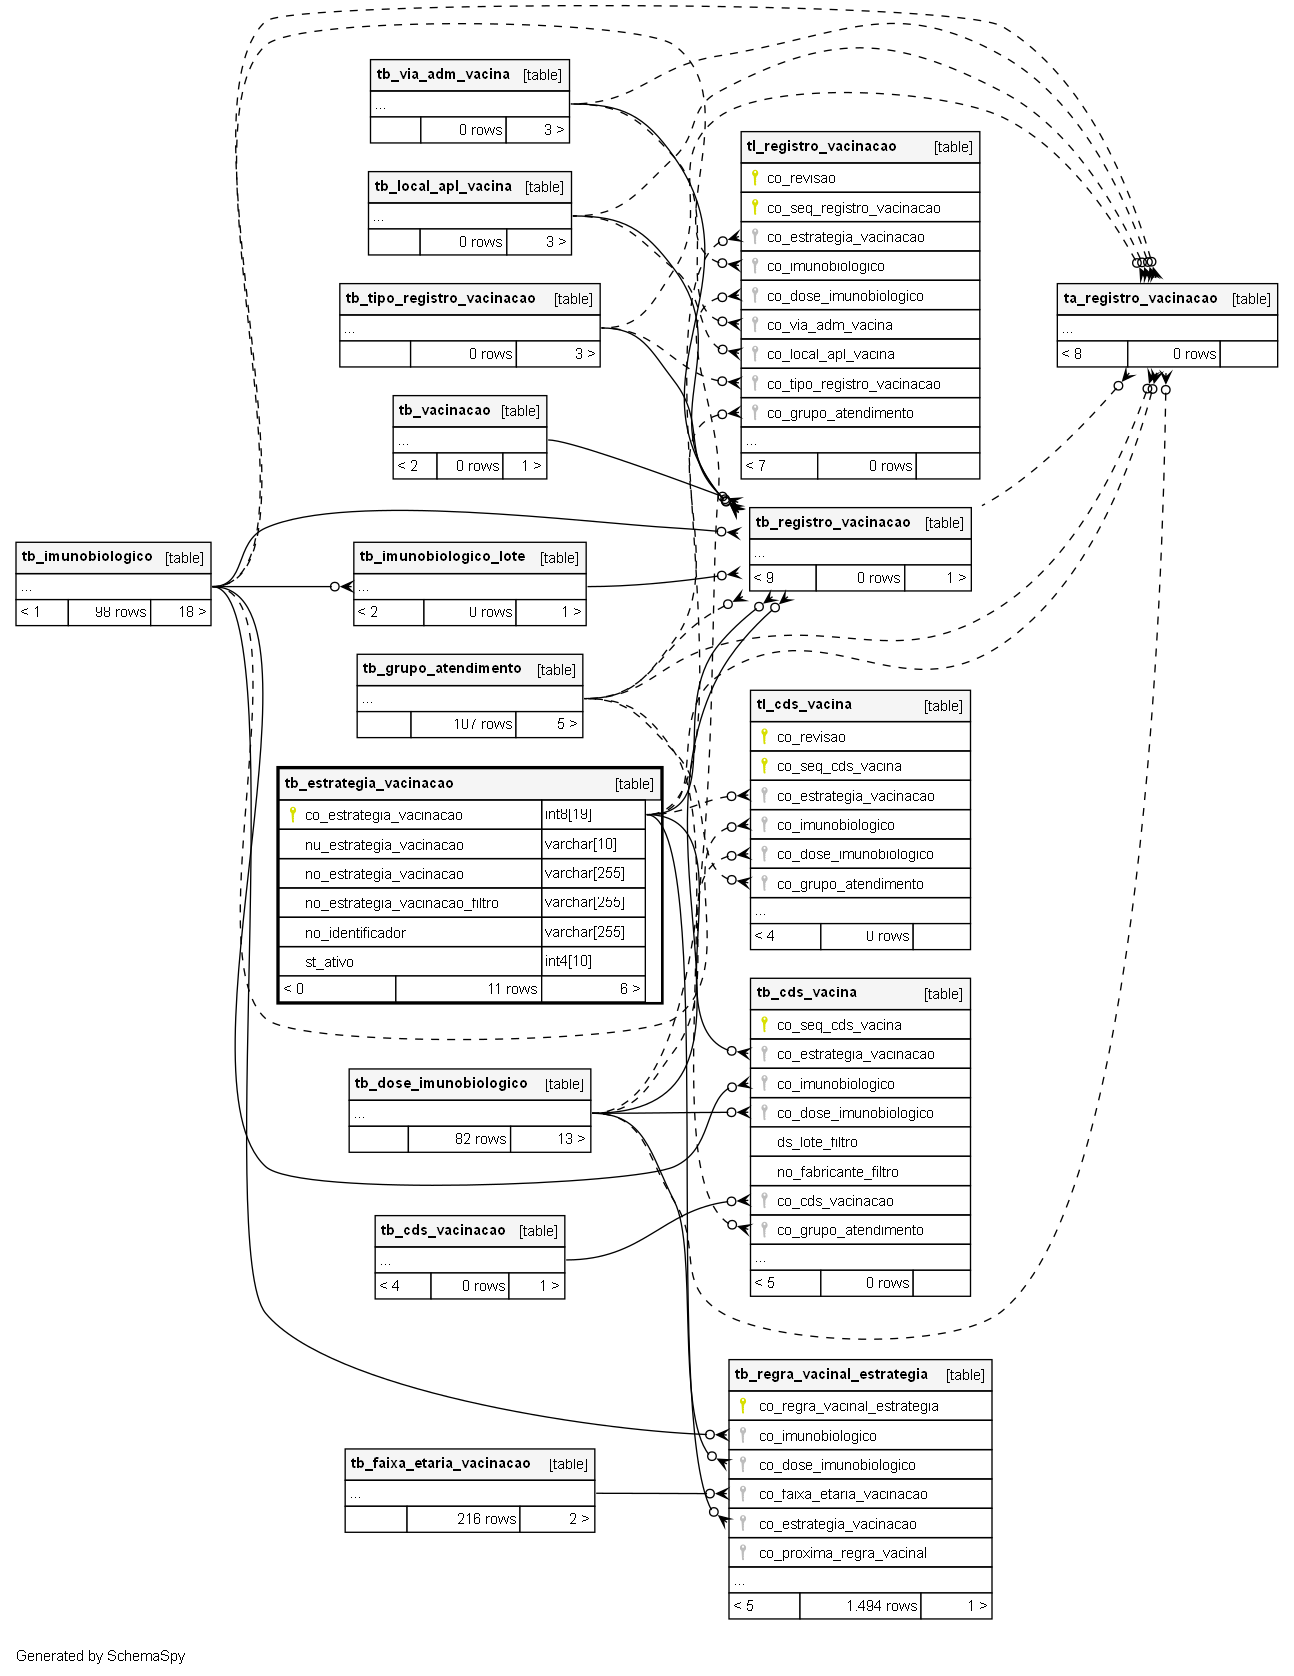 tb_via_adm_vacina [table]
...
0 rows 3 >
tb_local_apl_vacina [table]
...
0 rows 3 >
tb_tipo_registro_vacinacao [table]
...
0 rows 3 >
tb_vacinacao [table]
...
< 2 0 rows 1 >
tl_registro_vacinacao [table]
co_revisao
co_seq_registro_vacinacao
co_estrategia_vacinacao
co_imunobiologico
co_dose_imunobiologico
co_via_adm_vacina
co_local_apl_vacina
co_tipo_registro_vacinacao
co_grupo_atendimento
...
< 7 0 rows
ta_registro_vacinacao [table]
...
< 8 0 rows
tb_registro_vacinacao [table]
...
< 9 0 rows 1 >
tb_imunobiologico [table]
...
< 1 98 rows 18 >
tb_imunobiologico_lote [table]
...
< 2 0 rows 1 >
tb_grupo_atendimento [table]
...
107 rows 5 >
tb_estrategia_vacinacao [table]
co_estrategia_vacinacao int8[19]
nu_estrategia_vacinacao varchar[10]
no_estrategia_vacinacao varchar[255]
no_estrategia_vacinacao_filtro varchar[255]
no_identificador varchar[255]
st_ativo int4[10]
< 0 11 rows 6 >
tl_cds_vacina [table]
co_revisao
co_seq_cds_vacina
co_estrategia_vacinacao
co_imunobiologico
co_dose_imunobiologico
co_grupo_atendimento
...
< 4 0 rows
tb_cds_vacina [table]
co_seq_cds_vacina
co_estrategia_vacinacao
co_imunobiologico
co_dose_imunobiologico
ds_lote_filtro
no_fabricante_filtro
co_cds_vacinacao
co_grupo_atendimento
...
< 5 0 rows
tb_dose_imunobiologico [table]
...
82 rows 13 >
tb_cds_vacinacao [table]
...
< 4 0 rows 1 >
tb_regra_vacinal_estrategia [table]
co_regra_vacinal_estrategia
co_imunobiologico
co_dose_imunobiologico
co_faixa_etaria_vacinacao
co_estrategia_vacinacao
co_proxima_regra_vacinal
...
< 5 1.494 rows 1 >
tb_faixa_etaria_vacinacao [table]
...
216 rows 2 >
Generated by SchemaSpy